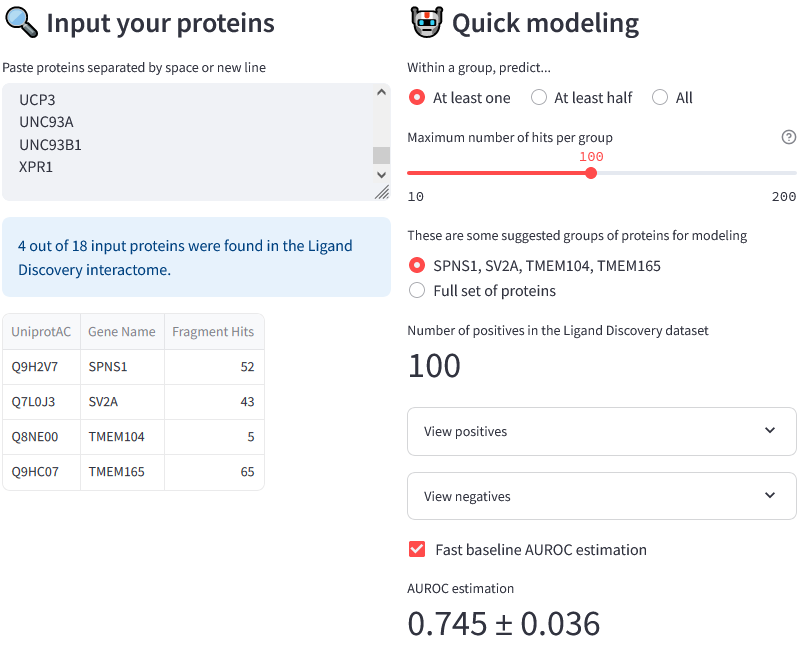 Input your proteins
Paste proteins separated by space or new line
UCP3
UNC93A
UNC93B1
XPR1
4 out of 18 input proteins were found in the Ligand
Discovery interactome.
UniprotAC Gene Name Fragment Hits
Q9H2V7 SPNS1 52
Q7L0J3 SV2A 43
Q8NE00 TMEM104 5
Q9HC07 TMEM165 65
Quick modeling
Within a group, predict...
At least one At least half All
Maximum number of hits per group
100
10 200
These are some suggested groups of proteins for modeling
SPNS1, SV2A, TMEM104, TMEM165
Full set of proteins
Number of positives in the Ligand Discovery dataset
100
View positives
View negatives
Fast baseline AUROC estimation
AUROC estimation
0.745 ± 0.036